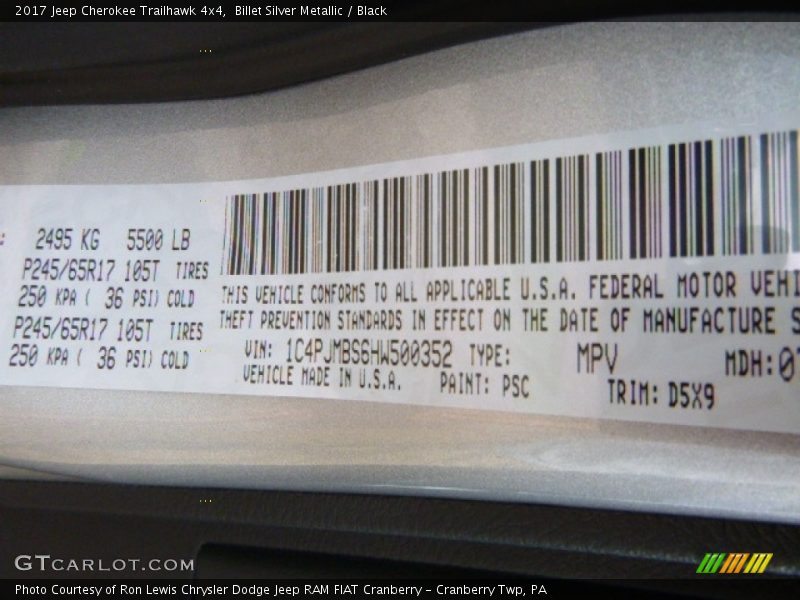 2017 Jeep Cherokee Trailhawk 4x4,  Billet Silver Metallic / Black
2495 KG 5500 LB
P245/65R17 105T TIRES
250 KPA ( 36 PSI) COLD
P245/65R17 105T TIRES
250 KPA ( 36 PSI) COLD
THIS VEHICLE CONFORMS TO ALL APPLICABLE U.S.A. FEDERAL MOTOR VEHI
THEFT PREVENTION STANDARDS IN EFFECT ON THE DATE OF MANUFACTURE S
VIN: 1C4PJMBS6HW500352 TYPE: MPV MDH: 07
VEHICLE MADE IN U.S.A. PAINT: PSC TRIM: D5X9
GTCARLOT.COM
Photo Courtesy of Ron Lewis Chrysler Dodge Jeep RAM FIAT Cranberry – Cranberry Twp, PA